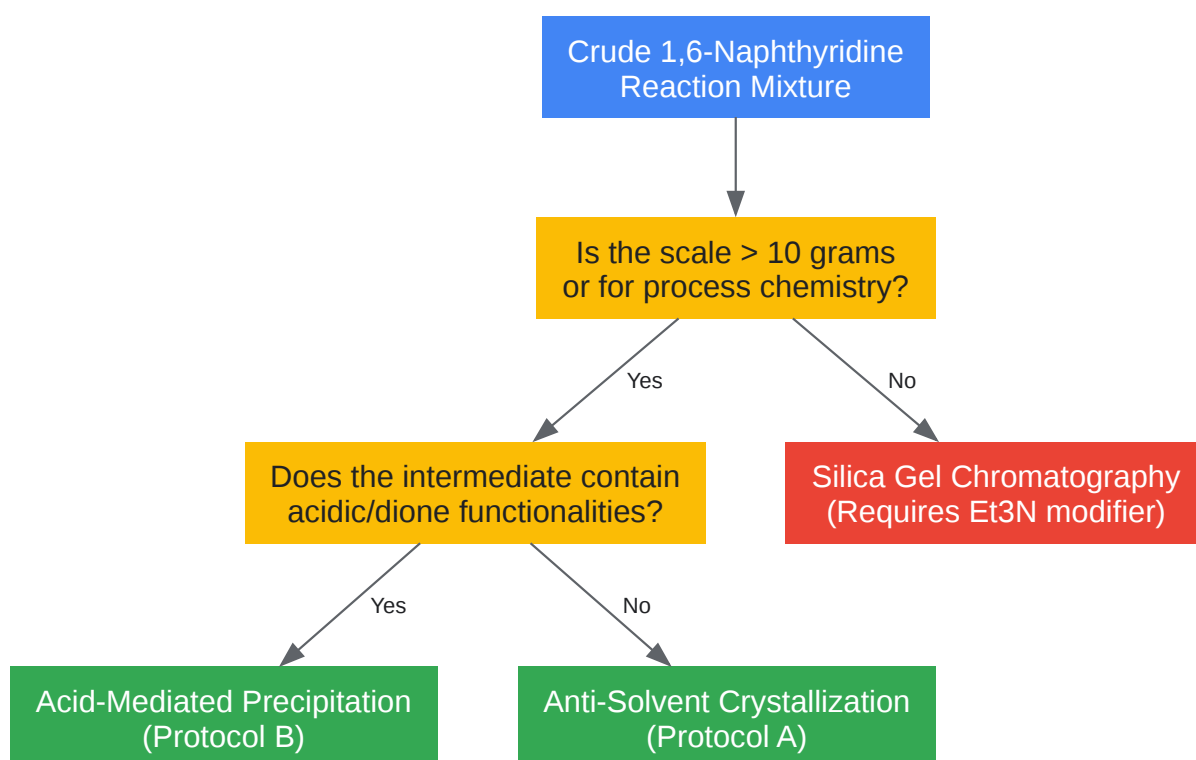 Crude 1,6-Naphthyridine
Reaction Mixture
Is the scale > 10 grams
or for process chemistry?
Yes
No
Does the intermediate contain
acidic/dione functionalities?
Silica Gel Chromatography
(Requires Et3N modifier)
Yes
No
Acid-Mediated Precipitation
(Protocol B)
Anti-Solvent Crystallization
(Protocol A)